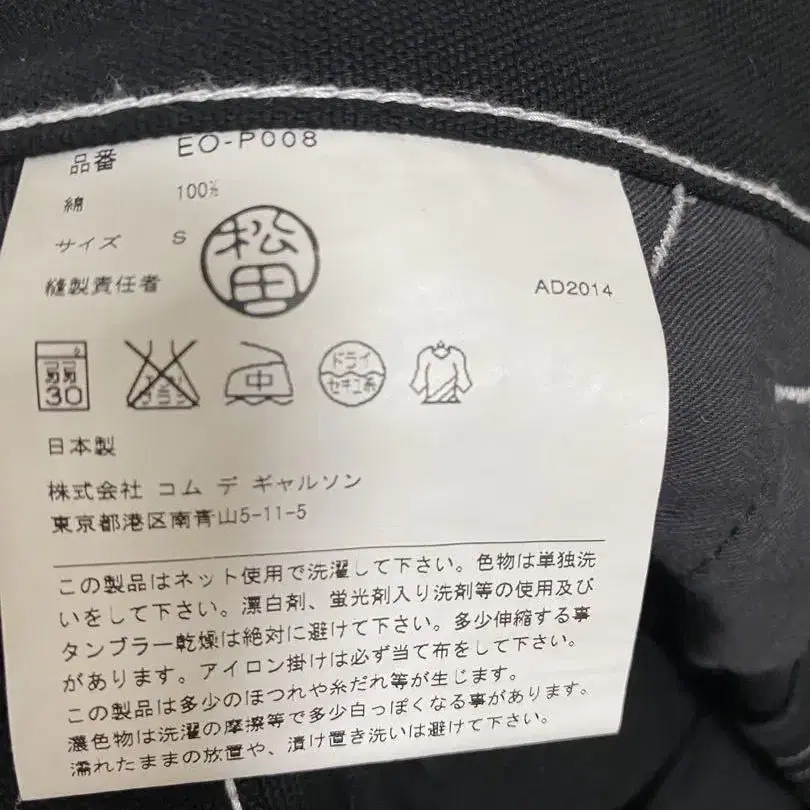 品番 EO-P008
綿 100%
サイズ S
松田
縫製責任者
AD2014
弱30 エンソサラシ 中 ドライ セキユ系
日本製
株式会社 コム デ ギャルソン
東京都港区南青山5-11-5
この製品はネット使用で洗濯して下さい。色物は単独洗
いをして下さい。漂白剤、蛍光剤入り洗剤等の使用及び
タンブラー乾燥は絶対に避けて下さい。多少伸縮する事
があります。アイロン掛けは必ず当て布をして下さい。
この製品は多少のほつれや糸だれ等が生じます。
濃色物は洗濯の摩擦等で多少白っぽくなる事があります。
濡れたままの放置や、漬け置き洗いは避けて下さい。